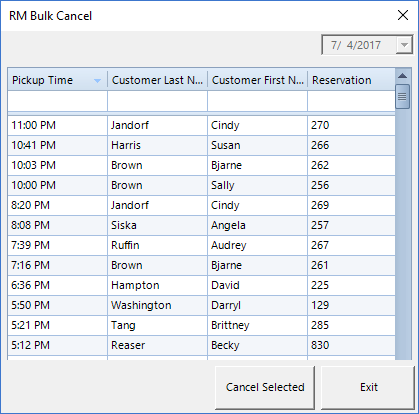 RM Bulk Cancel
7/ 4/2017
Pickup Time Customer Last N... Customer First N... Reservation
11:00 PM Jandorf Cindy 270
10:41 PM Harris Susan 266
10:03 PM Brown Bjarne 262
10:00 PM Brown Sally 256
8:20 PM Jandorf Cindy 269
8:08 PM Siska Angela 257
7:39 PM Ruffin Audrey 267
7:16 PM Brown Bjarne 261
6:36 PM Hampton David 225
5:50 PM Washington Darryl 129
5:21 PM Tang Brittney 285
5:12 PM Reaser Becky 830
Cancel Selected Exit